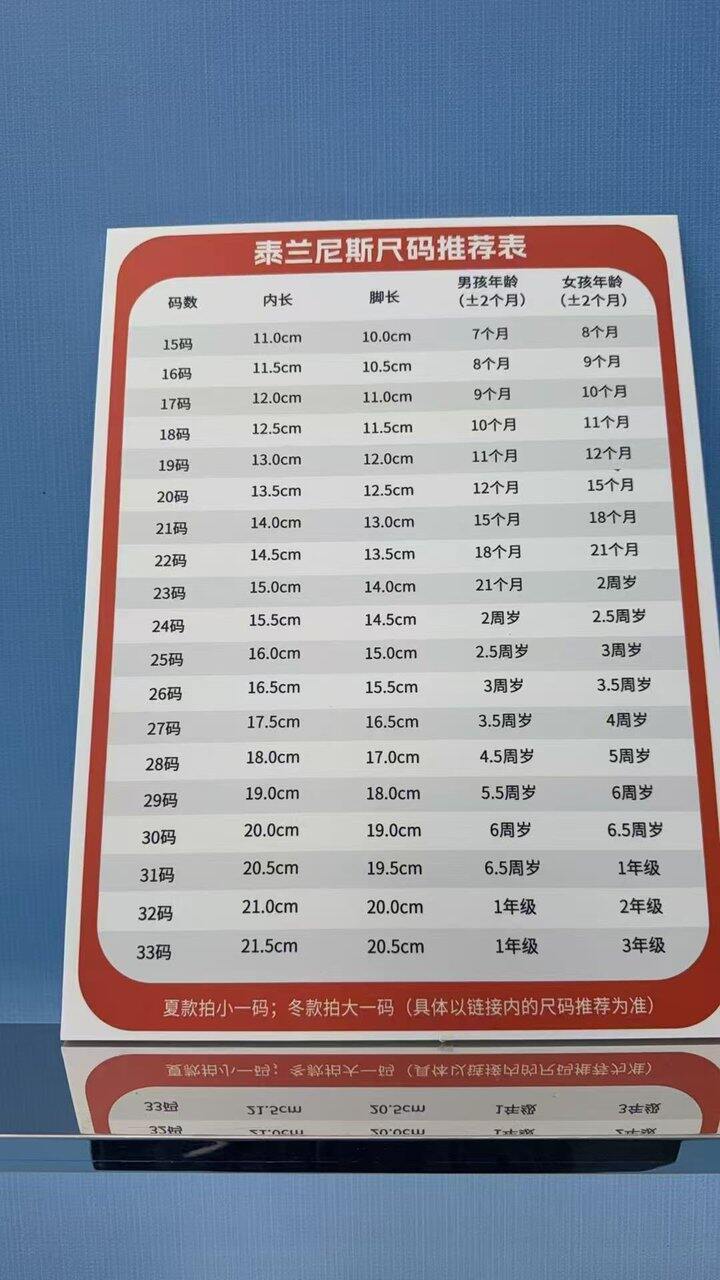 泰兰尼斯尺码推荐表
码数 内长 脚长 男孩年龄（±2个月） 女孩年龄（±2个月）
15码 11.0cm 10.0cm 7个月 8个月
16码 11.5cm 10.5cm 8个月 9个月
17码 12.0cm 11.0cm 9个月 10个月
18码 12.5cm 11.5cm 10个月 11个月
19码 13.0cm 12.0cm 11个月 12个月
20码 13.5cm 12.5cm 12个月 15个月
21码 14.0cm 13.0cm 15个月 18个月
22码 14.5cm 13.5cm 18个月 21个月
23码 15.0cm 14.0cm 21个月 2周岁
24码 15.5cm 14.5cm 2周岁 2.5周岁
25码 16.0cm 15.0cm 2.5周岁 3周岁
26码 16.5cm 15.5cm 3周岁 3.5周岁
27码 17.5cm 16.5cm 3.5周岁 4周岁
28码 18.0cm 17.0cm 4.5周岁 5周岁
29码 19.0cm 18.0cm 5.5周岁 6周岁
30码 20.0cm 19.0cm 6周岁 6.5周岁
31码 20.5cm 19.5cm 6.5周岁 1年级
32码 21.0cm 20.0cm 1年级 2年级
33码 21.5cm 20.5cm 1年级 3年级
夏款拍小一码；冬款拍大一码（具体以链接内的尺码推荐为准）